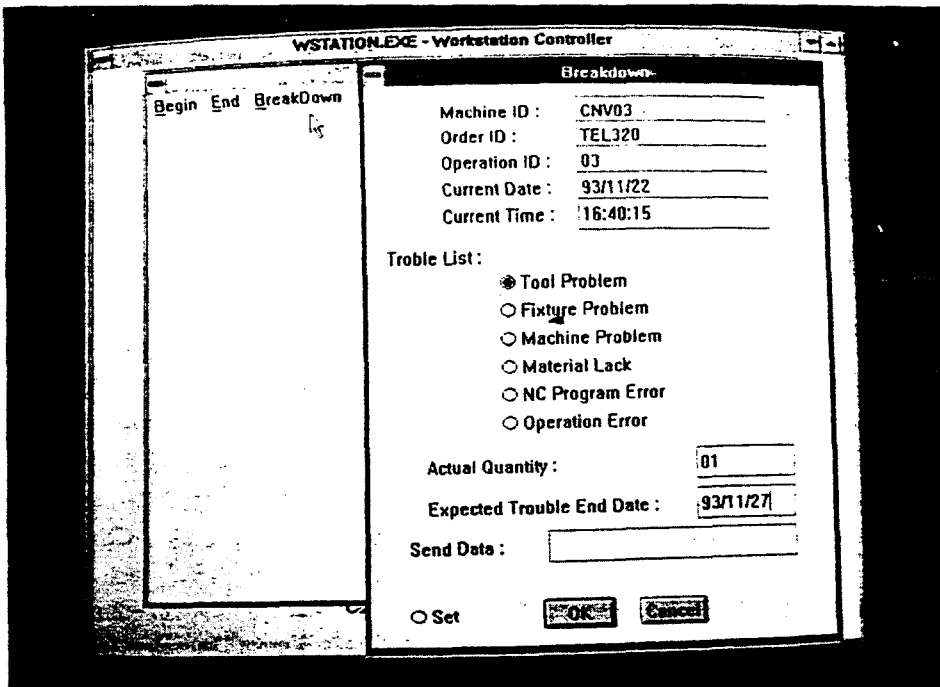 WSTATION.EXE - Workstation Controller
Begin End BreakDown
Breakdown
Machine ID : CNV03
Order ID : TEL320
Operation ID : 03
Current Date : 93/11/22
Current Time : 16:40:15
Troble List :
Tool Problem
Fixture Problem
Machine Problem
Material Lack
NC Program Error
Operation Error
Actual Quantity : 01
Expected Trouble End Date : 93/11/27
Send Data :
Set OK Cancel